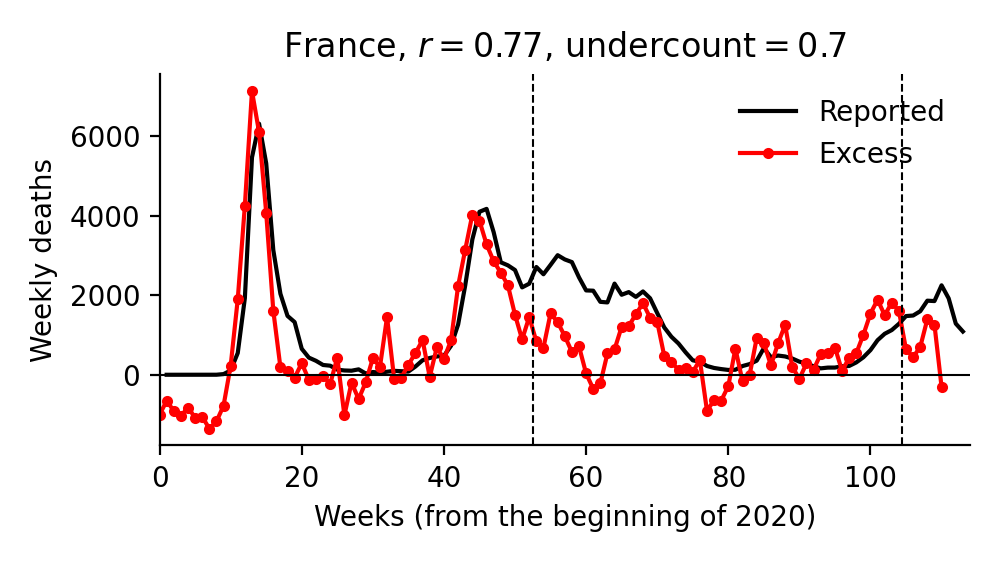 France, r = 0.77, undercount = 0.7
Reported
Excess
Weekly deaths
6000
4000
2000
0
0 20 40 60 80 100
Weeks (from the beginning of 2020)